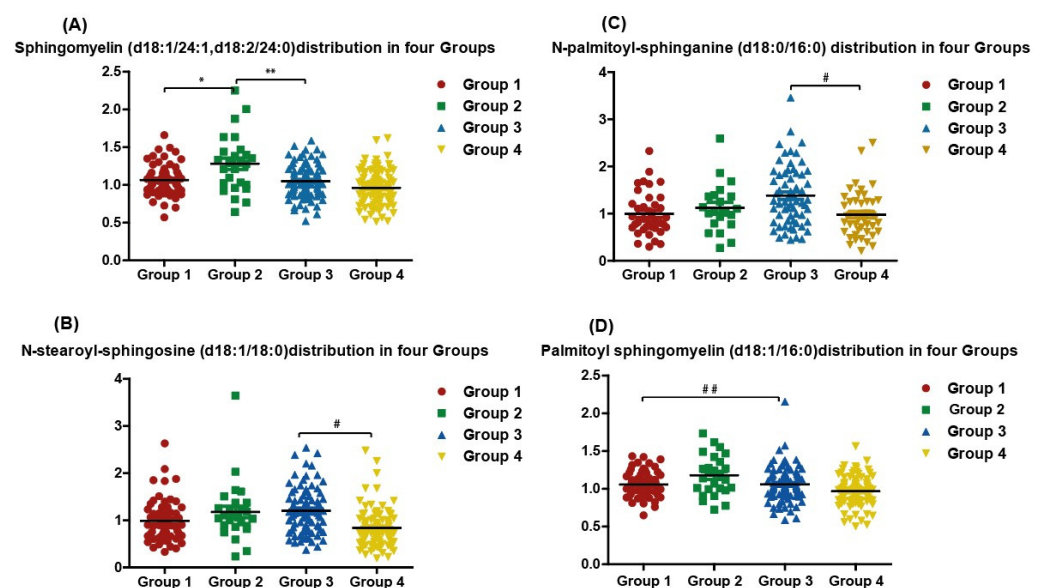 (A)
Sphingomyelin (d18:1/24:1,d18:2/24:0)distribution in four Groups
2.5
2.0
1.5
1.0
0.5
0.0
*
**
Group 1
Group 2
Group 3
Group 4
Group 1 Group 2 Group 3 Group 4
(C)
N-palmitoyl-sphinganine (d18:0/16:0) distribution in four Groups
4
3
2
1
0
#
Group 1
Group 2
Group 3
Group 4
Group 1 Group 2 Group 3 Group 4
(B)
N-stearoyl-sphingosine (d18:1/18:0)distribution in four Groups
4
3
2
1
0
#
Group 1
Group 2
Group 3
Group 4
Group 1 Group 2 Group 3 Group 4
(D)
Palmitoyl sphingomyelin (d18:1/16:0)distribution in four Groups
2.5
2.0
1.5
1.0
0.5
0.0
# #
Group 1
Group 2
Group 3
Group 4
Group 1 Group 2 Group 3 Group 4